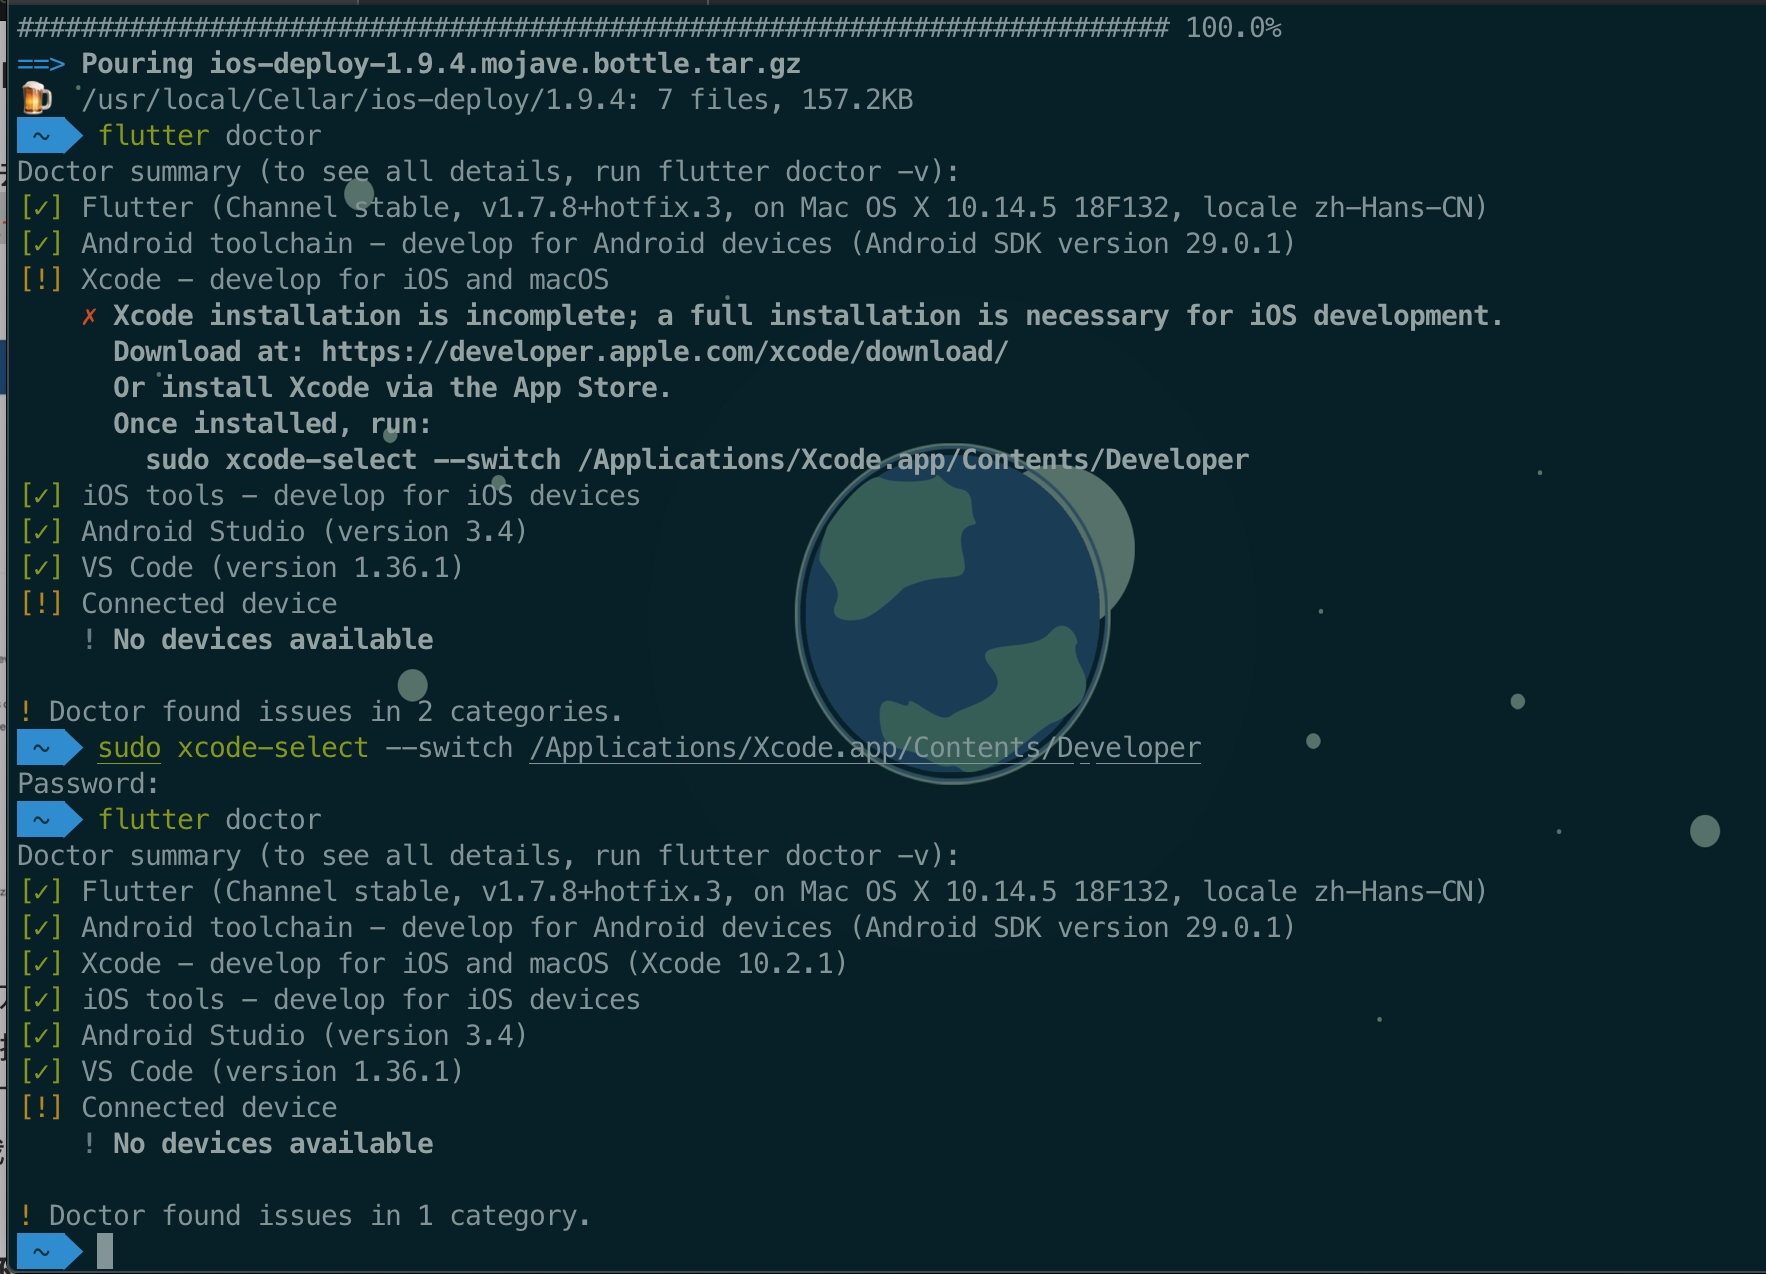 ######################################################################## 100.0%
==> Pouring ios-deploy-1.9.4.mojave.bottle.tar.gz
🍺  /usr/local/Cellar/ios-deploy/1.9.4: 7 files, 157.2KB
~ flutter doctor
Doctor summary (to see all details, run flutter doctor -v):
[✓] Flutter (Channel stable, v1.7.8+hotfix.3, on Mac OS X 10.14.5 18F132, locale zh-Hans-CN)
[✓] Android toolchain - develop for Android devices (Android SDK version 29.0.1)
[!] Xcode - develop for iOS and macOS
    ✗ Xcode installation is incomplete; a full installation is necessary for iOS development.
      Download at: https://developer.apple.com/xcode/download/
      Or install Xcode via the App Store.
      Once installed, run:
        sudo xcode-select --switch /Applications/Xcode.app/Contents/Developer
[✓] iOS tools - develop for iOS devices
[✓] Android Studio (version 3.4)
[✓] VS Code (version 1.36.1)
[!] Connected device
    ! No devices available
! Doctor found issues in 2 categories.
~ sudo xcode-select --switch /Applications/Xcode.app/Contents/Developer
Password:
~ flutter doctor
Doctor summary (to see all details, run flutter doctor -v):
[✓] Flutter (Channel stable, v1.7.8+hotfix.3, on Mac OS X 10.14.5 18F132, locale zh-Hans-CN)
[✓] Android toolchain - develop for Android devices (Android SDK version 29.0.1)
[✓] Xcode - develop for iOS and macOS (Xcode 10.2.1)
[✓] iOS tools - develop for iOS devices
[✓] Android Studio (version 3.4)
[✓] VS Code (version 1.36.1)
[!] Connected device
    ! No devices available
! Doctor found issues in 1 category.
~